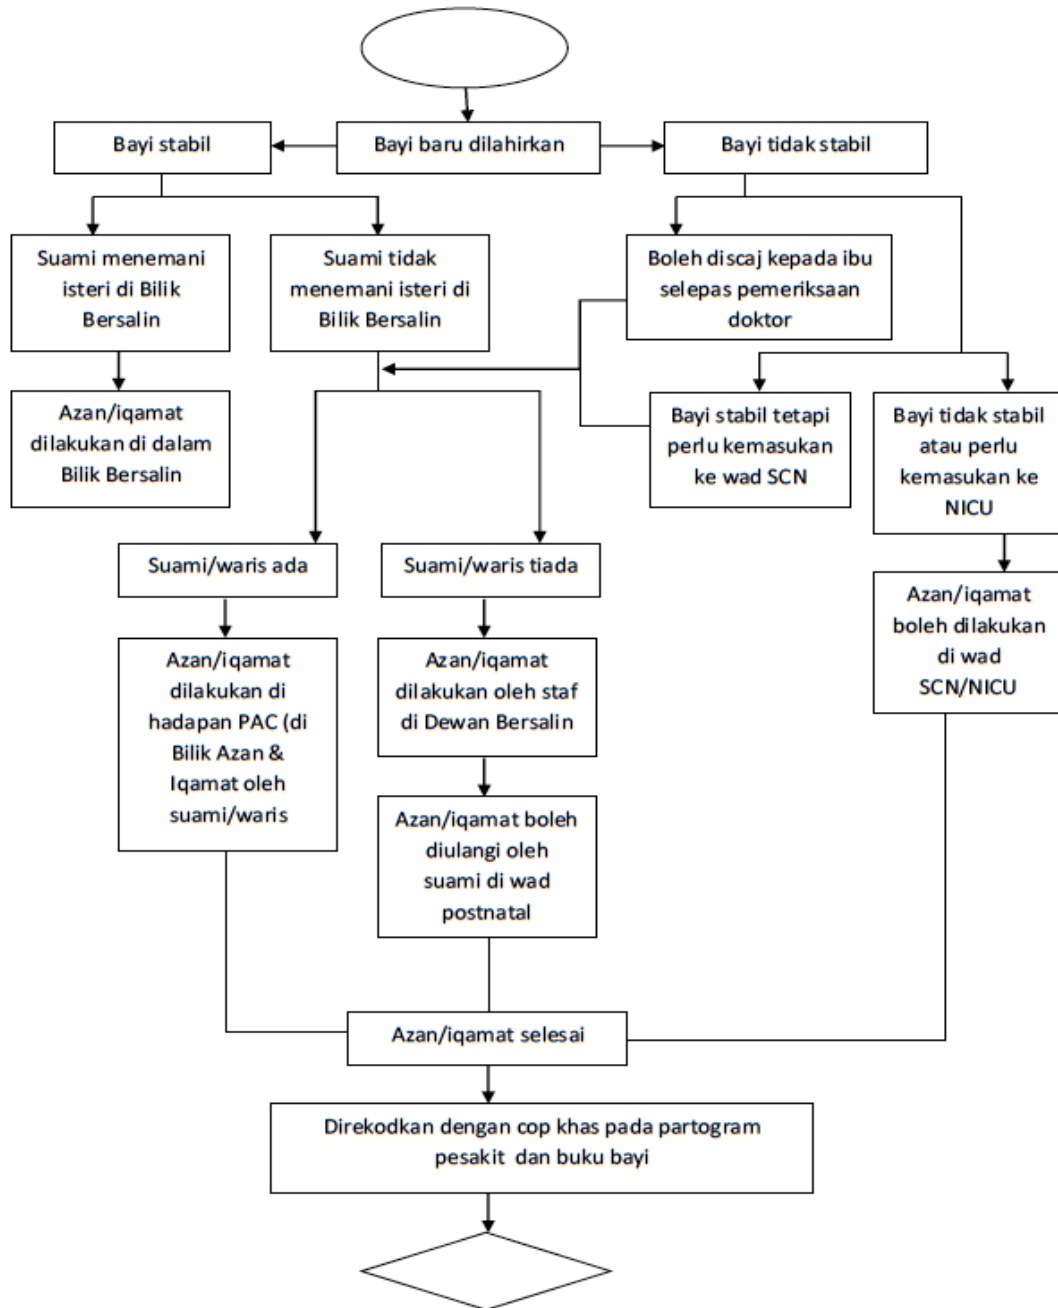 Bayi stabil
Bayi baru dilahirkan
Bayi tidak stabil
Suami menemani
isteri di Bilik
Bersalin
Suami tidak
menemani isteri di
Bilik Bersalin
Boleh discaj kepada ibu
selepas pemeriksaan
doktor
Azan/iqamat
dilakukan di dalam
Bilik Bersalin
Bayi stabil tetapi
perlu kemasukan
ke wad SCN
Bayi tidak stabil
atau perlu
kemasukan ke
NICU
Suami/waris ada
Suami/waris tiada
Azan/iqamat
boleh dilakukan
di wad
SCN/NICU
Azan/iqamat
dilakukan di
hadapan PAC (di
Bilik Azan &
Iqamat oleh
suami/waris
Azan/iqamat
dilakukan oleh staf
di Dewan Bersalin
Azan/iqamat boleh
diulangi oleh
suami di wad
postnatal
Azan/iqamat selesai
Direkodkan dengan cop khas pada partogram
pesakit dan buku bayi